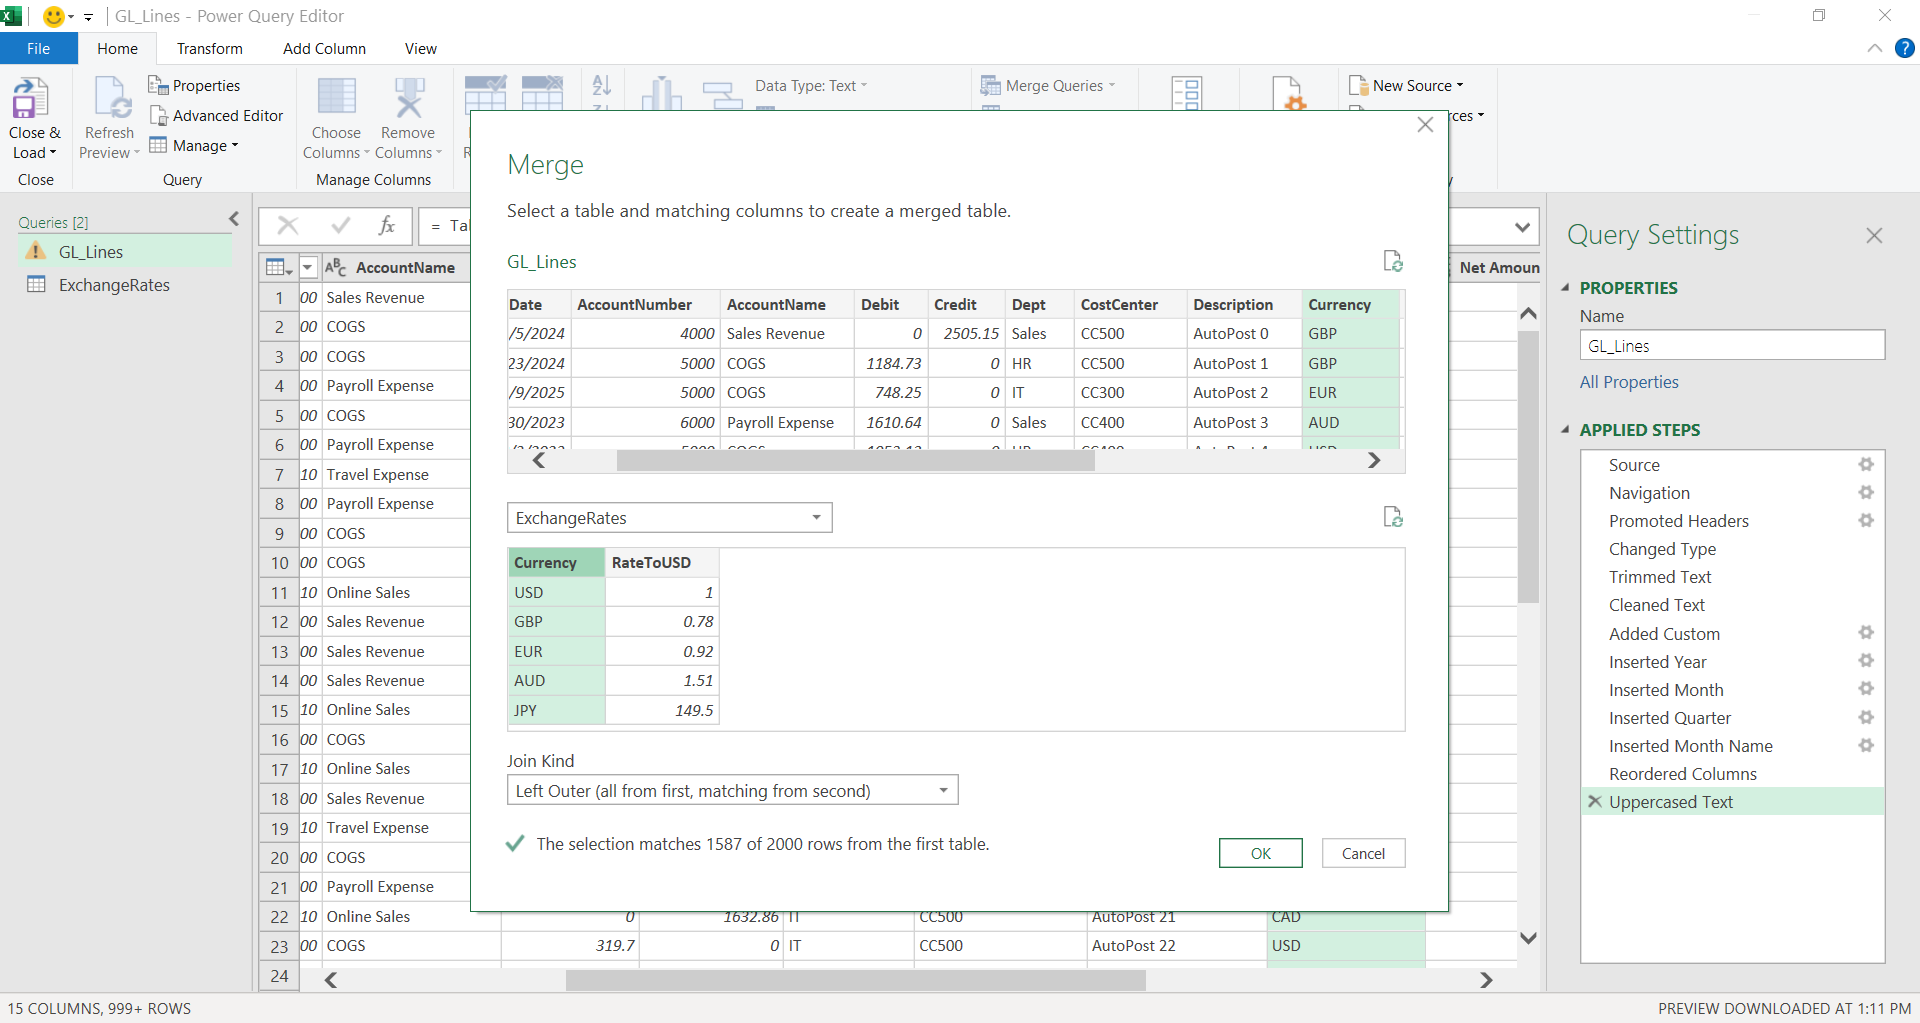 GL_Lines - Power Query Editor
File Home Transform Add Column View
Close & Load
Close
Refresh Preview
Properties
Advanced Editor
Manage
Query
Choose Columns
Remove Columns
Manage Columns
Data Type: Text
Merge Queries
New Source
Queries [2]
GL_Lines
ExchangeRates
fx
= Ta
AccountName
Net Amoun
1 00 Sales Revenue
2 00 COGS
3 00 COGS
4 00 Payroll Expense
5 00 COGS
6 00 Payroll Expense
7 10 Travel Expense
8 00 Payroll Expense
9 00 COGS
10 00 COGS
11 10 Online Sales
12 00 Sales Revenue
13 00 Sales Revenue
14 00 Sales Revenue
15 10 Online Sales
16 00 COGS
17 10 Online Sales
18 00 Sales Revenue
19 10 Travel Expense
20 00 COGS
21 00 Payroll Expense
22 10 Online Sales 0 1632.86 IT CC500 AutoPost 21 CAD
23 00 COGS 319.7 0 IT CC500 AutoPost 22 USD
24
Merge
Select a table and matching columns to create a merged table.
GL_Lines
Date AccountNumber AccountName Debit Credit Dept CostCenter Description Currency
/5/2024 4000 Sales Revenue 0 2505.15 Sales CC500 AutoPost 0 GBP
23/2024 5000 COGS 1184.73 0 HR CC500 AutoPost 1 GBP
/9/2025 5000 COGS 748.25 0 IT CC300 AutoPost 2 EUR
30/2023 6000 Payroll Expense 1610.64 0 Sales CC400 AutoPost 3 AUD
ExchangeRates
Currency RateToUSD
USD 1
GBP 0.78
EUR 0.92
AUD 1.51
JPY 149.5
Join Kind
Left Outer (all from first, matching from second)
The selection matches 1587 of 2000 rows from the first table.
OK Cancel
Query Settings
PROPERTIES
Name
GL_Lines
All Properties
APPLIED STEPS
Source
Navigation
Promoted Headers
Changed Type
Trimmed Text
Cleaned Text
Added Custom
Inserted Year
Inserted Month
Inserted Quarter
Inserted Month Name
Reordered Columns
Uppercased Text
15 COLUMNS, 999+ ROWS
PREVIEW DOWNLOADED AT 1:11 PM